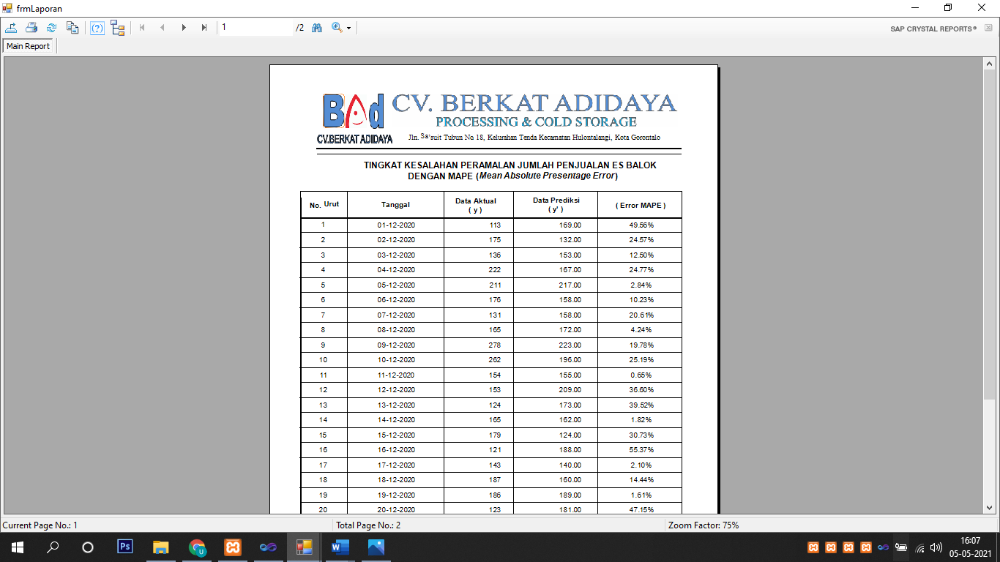 frmLaporan
1 /2
SAP CRYSTAL REPORTS®
Main Report
BAd CV. BERKAT ADIDAYA
PROCESSING & COLD STORAGE
CV.BERKAT ADIDAYA Jln. Sa'suit Tubun No 18, Kelurahan Tenda Kecamatan Hulontalangi, Kota Gorontalo
TINGKAT KESALAHAN PERAMALAN JUMLAH PENJUALAN ES BALOK
DENGAN MAPE (Mean Absolute Presentage Error)
No. Urut Tanggal Data Aktual ( y ) Data Prediksi ( y' ) ( Error MAPE )
1 01-12-2020 113 169.00 49.56%
2 02-12-2020 175 132.00 24.57%
3 03-12-2020 136 153.00 12.50%
4 04-12-2020 222 167.00 24.77%
5 05-12-2020 211 217.00 2.84%
6 06-12-2020 176 158.00 10.23%
7 07-12-2020 131 158.00 20.61%
8 08-12-2020 165 172.00 4.24%
9 09-12-2020 278 223.00 19.78%
10 10-12-2020 262 196.00 25.19%
11 11-12-2020 154 155.00 0.65%
12 12-12-2020 153 209.00 36.60%
13 13-12-2020 124 173.00 39.52%
14 14-12-2020 165 162.00 1.82%
15 15-12-2020 179 124.00 30.73%
16 16-12-2020 121 188.00 55.37%
17 17-12-2020 143 140.00 2.10%
18 18-12-2020 187 160.00 14.44%
19 19-12-2020 186 189.00 1.61%
20 20-12-2020 123 181.00 47.15%
Current Page No.: 1 Total Page No.: 2 Zoom Factor: 75%
Ps
16:07
05-05-2021